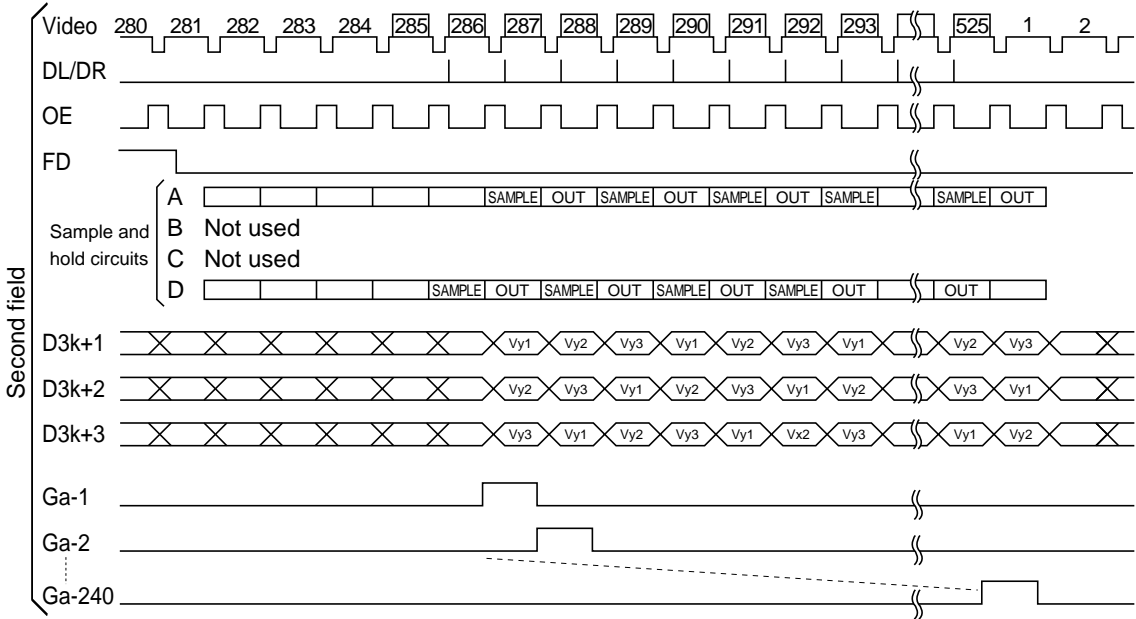 Second field
Video 280 281 282 283 284 285 286 287 288 289 290 291 292 293 525 1 2
DL/DR
OE
FD
Sample and
hold circuits
A SAMPLE OUT SAMPLE OUT SAMPLE OUT SAMPLE SAMPLE OUT
B Not used
C Not used
D SAMPLE OUT SAMPLE OUT SAMPLE OUT SAMPLE OUT OUT
D3k+1 Vy1 Vy2 Vy3 Vy1 Vy2 Vy3 Vy1 Vy2 Vy3
D3k+2 Vy2 Vy3 Vy1 Vy2 Vy3 Vy1 Vy2 Vy3 Vy1
D3k+3 Vy3 Vy1 Vy2 Vy3 Vy1 Vx2 Vy3 Vy1 Vy2
Ga-1
Ga-2
Ga-240